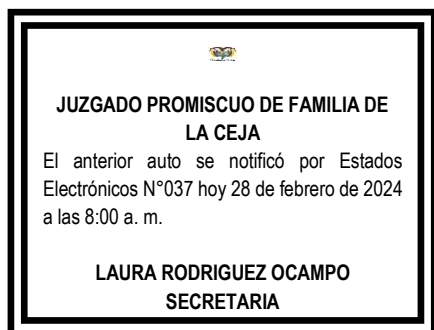 JUZGADO PROMISCUO DE FAMILIA DE
LA CEJA
El anterior auto se notificó por Estados
Electrónicos N°037 hoy 28 de febrero de 2024
a las 8:00 a. m.
LAURA RODRIGUEZ OCAMPO
SECRETARIA